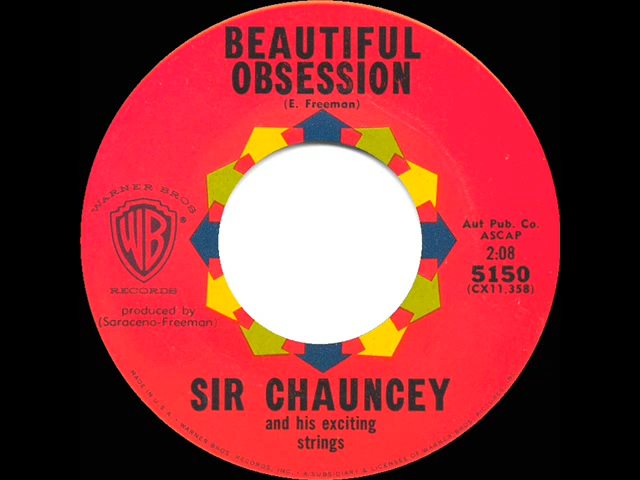 BEAUTIFUL
OBSESSION
(E. Freeman)
WARNER BROS
®
WB
RECORDS
Aut Pub. Co.
ASCAP
2:08
5150
(CX11,358)
produced by
(Saraceno-Freeman)
SIR CHAUNCEY
and his exciting
strings
MADE IN U.S.A. • WARNER BROS. RECORDS, INC. • A SUBSIDIARY & LICENSEE OF WARNER BROS.